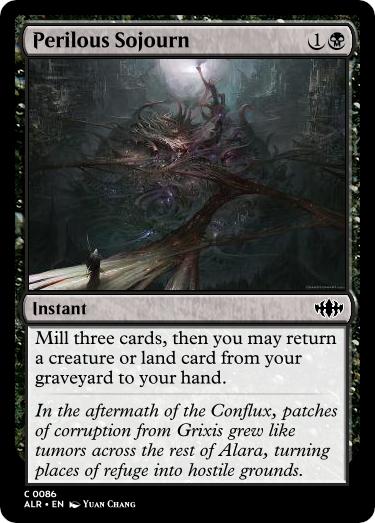 Perilous Sojourn 1
Instant
Mill three cards, then you may return
a creature or land card from your
graveyard to your hand.
In the aftermath of the Conflux, patches
of corruption from Grixis grew like
tumors across the rest of Alara, turning
places of refuge into hostile grounds.
C 0086
ALR • EN Yuan Chang